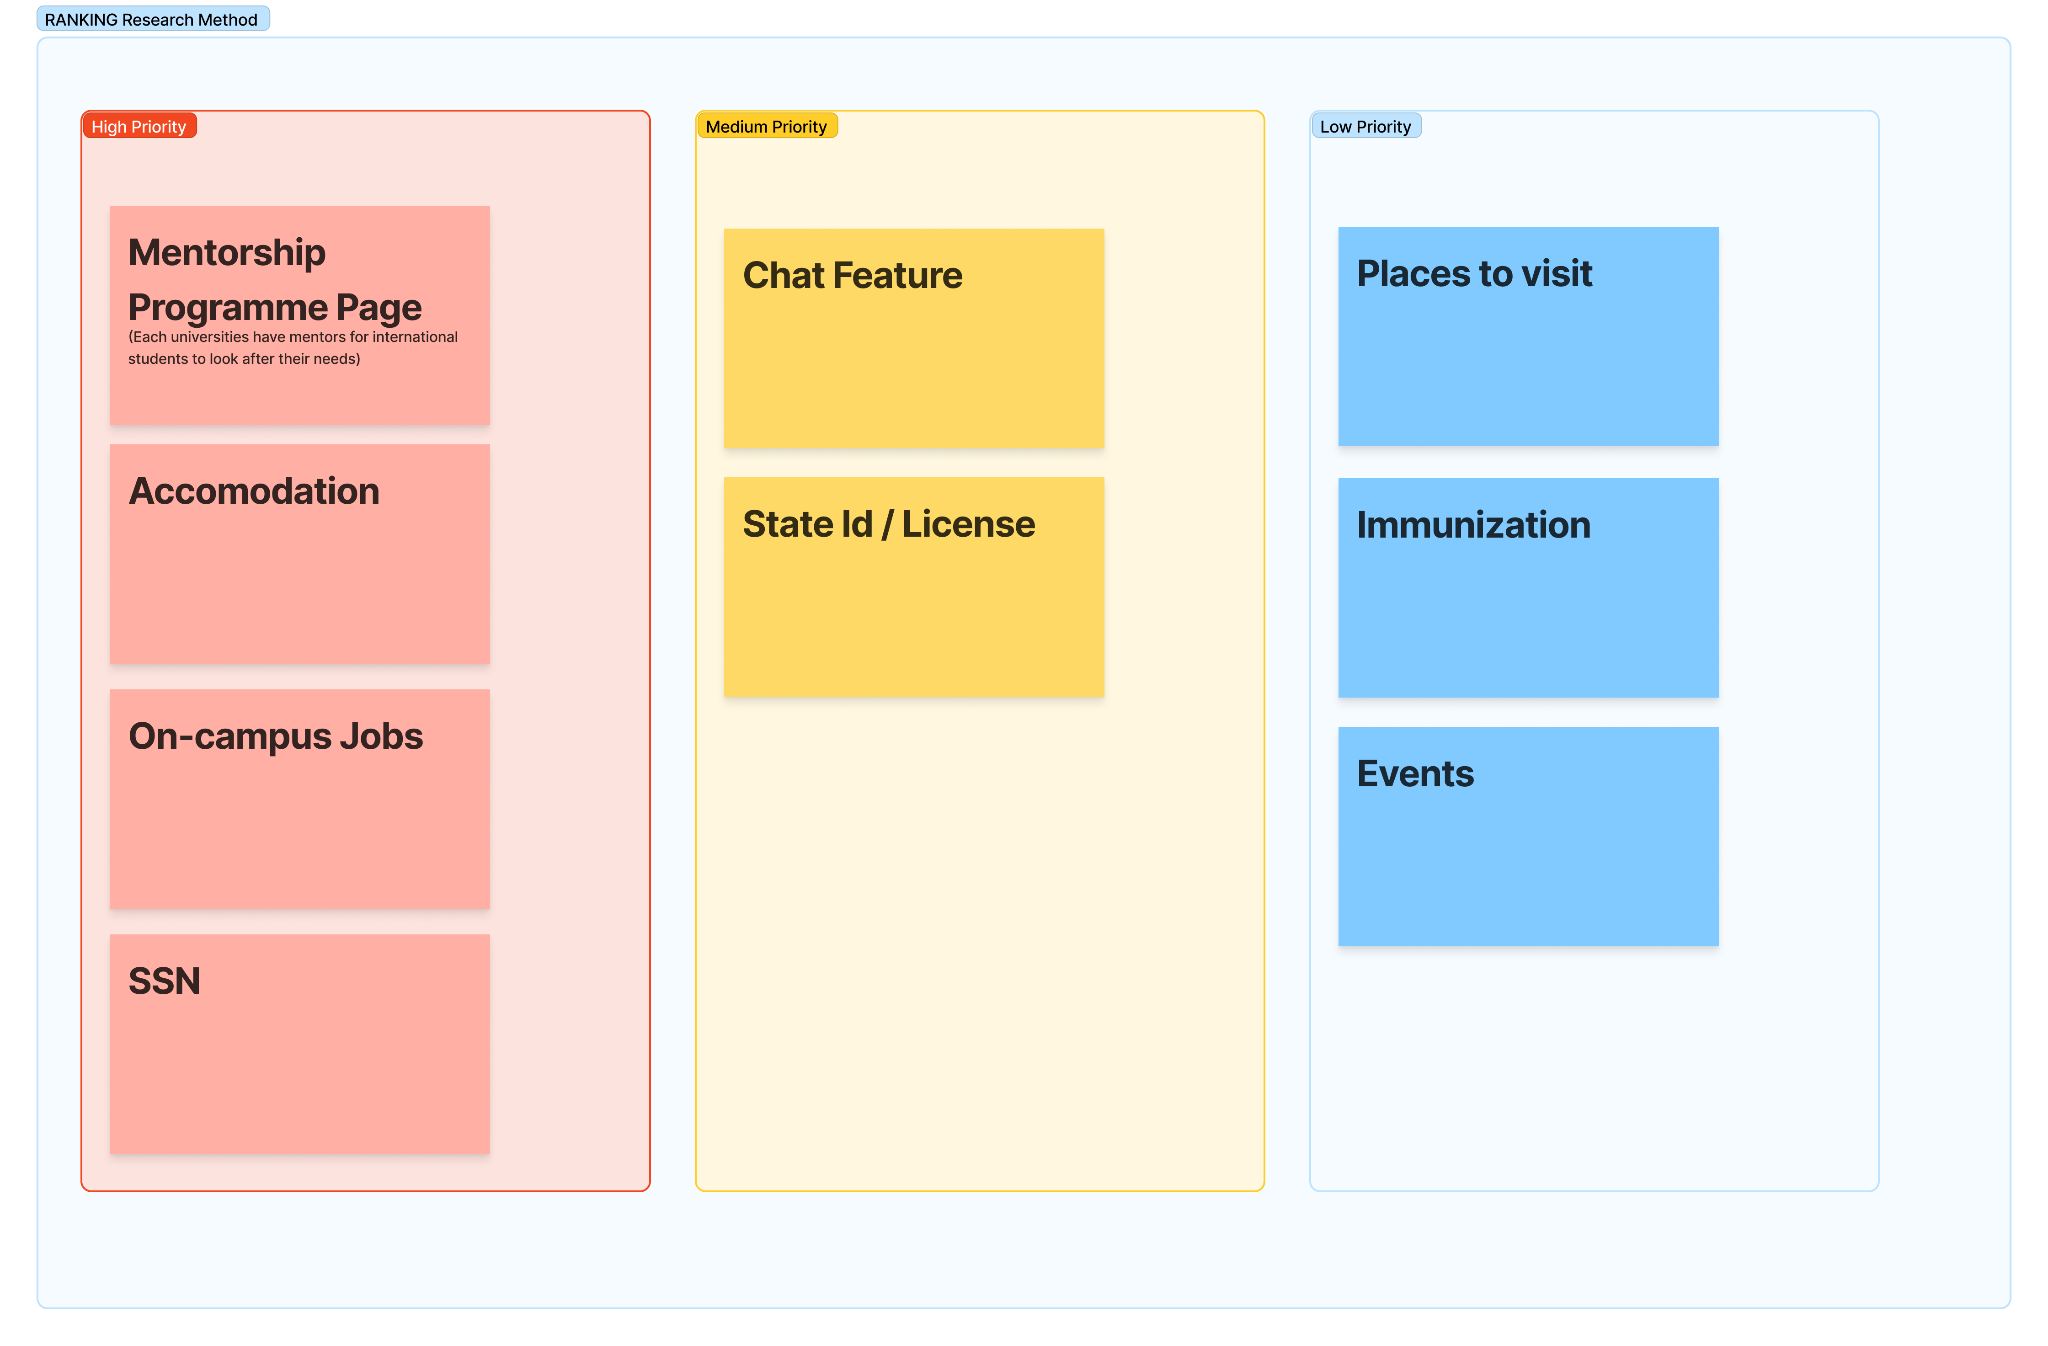 RANKING Research Method
High Priority
Mentorship
Programme Page
(Each universities have mentors for international
students to look after their needs)
Accomodation
On-campus Jobs
SSN
Medium Priority
Chat Feature
State Id / License
Low Priority
Places to visit
Immunization
Events